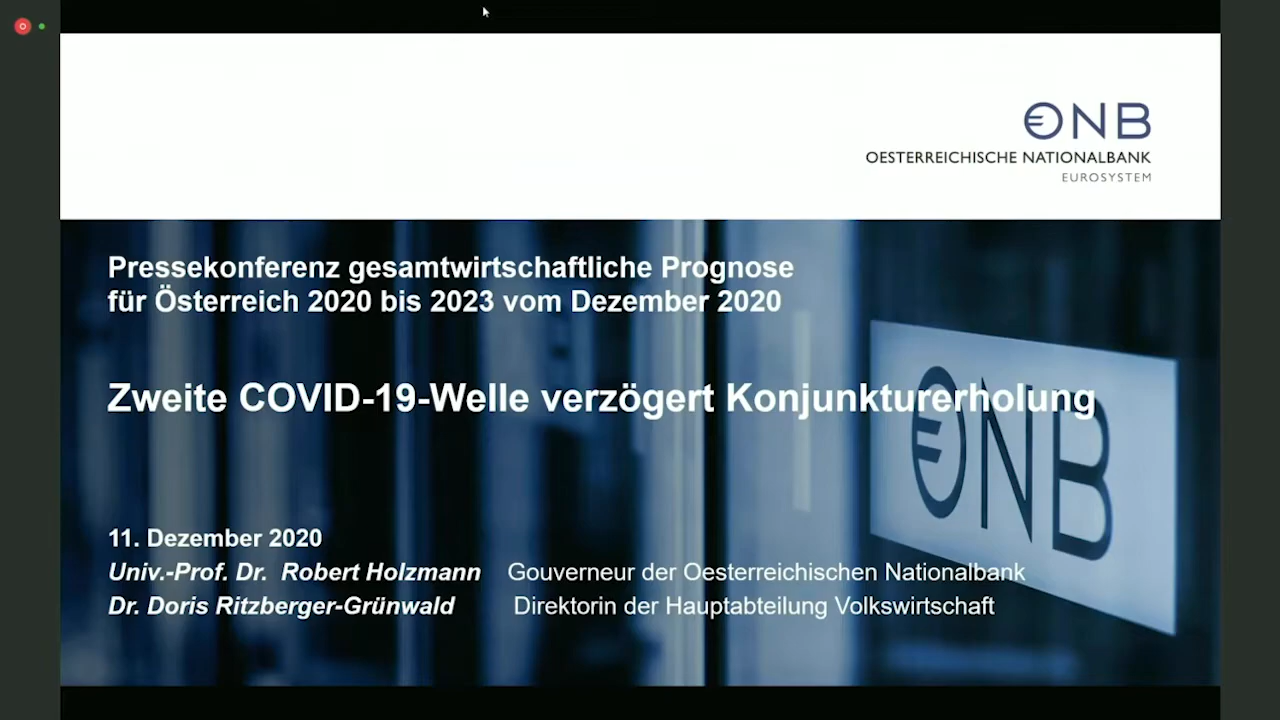 ONB
OESTERREICHISCHE NATIONALBANK
EUROSYSTEM
Pressekonferenz gesamtwirtschaftliche Prognose
für Österreich 2020 bis 2023 vom Dezember 2020
Zweite COVID-19-Welle verzögert Konjunkturerholung
ONB
11. Dezember 2020
Univ.-Prof. Dr. Robert Holzmann Gouverneur der Oesterreichischen Nationalbank
Dr. Doris Ritzberger-Grünwald Direktorin der Hauptabteilung Volkswirtschaft